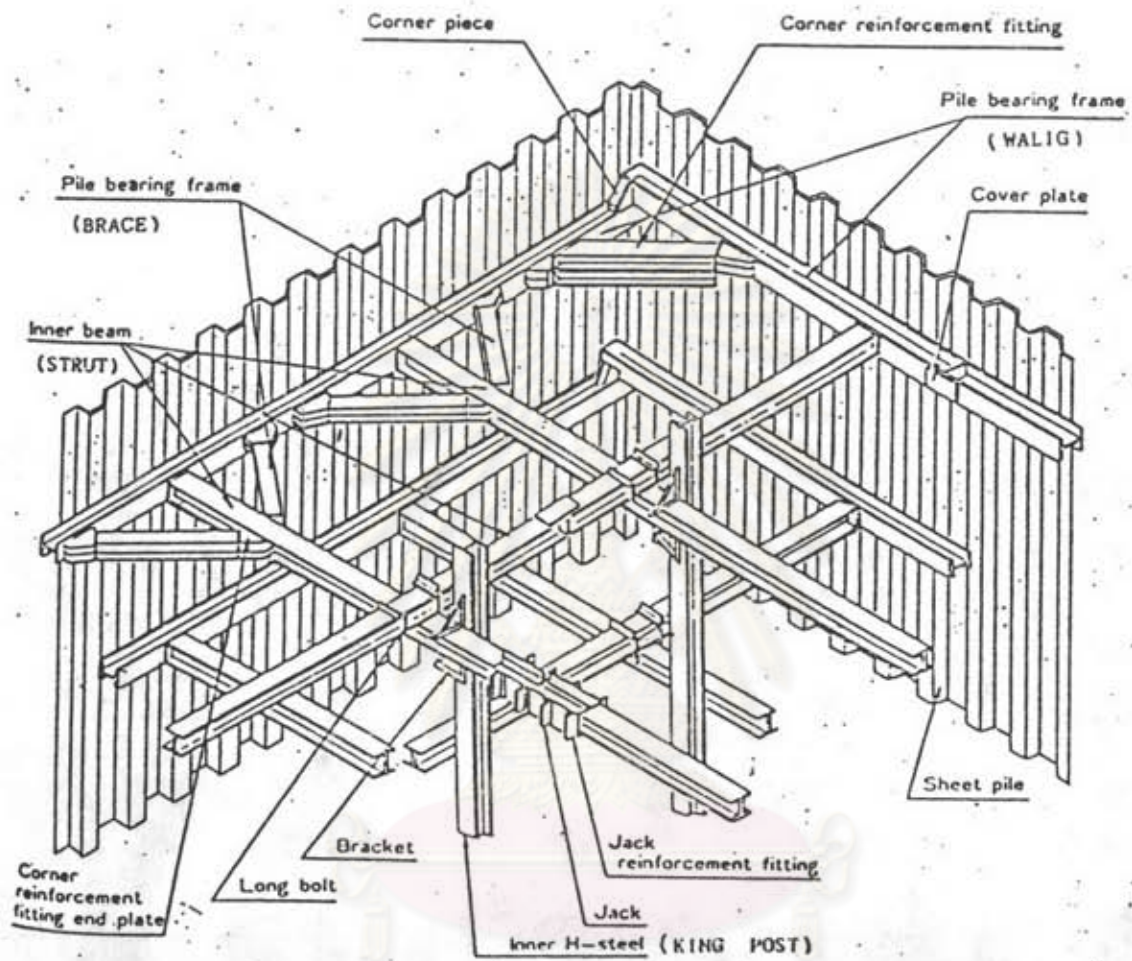 Corner piece
Corner reinforcement fitting
Pile bearing frame
(WALIG)
Cover plate
Pile bearing frame
(BRACE)
Inner beam
(STRUT)
Sheet pile
Jack
reinforcement fitting
Bracket
Long bolt
Corner
reinforcement
fitting end plate
Jack
Inner H-steel (KING POST)